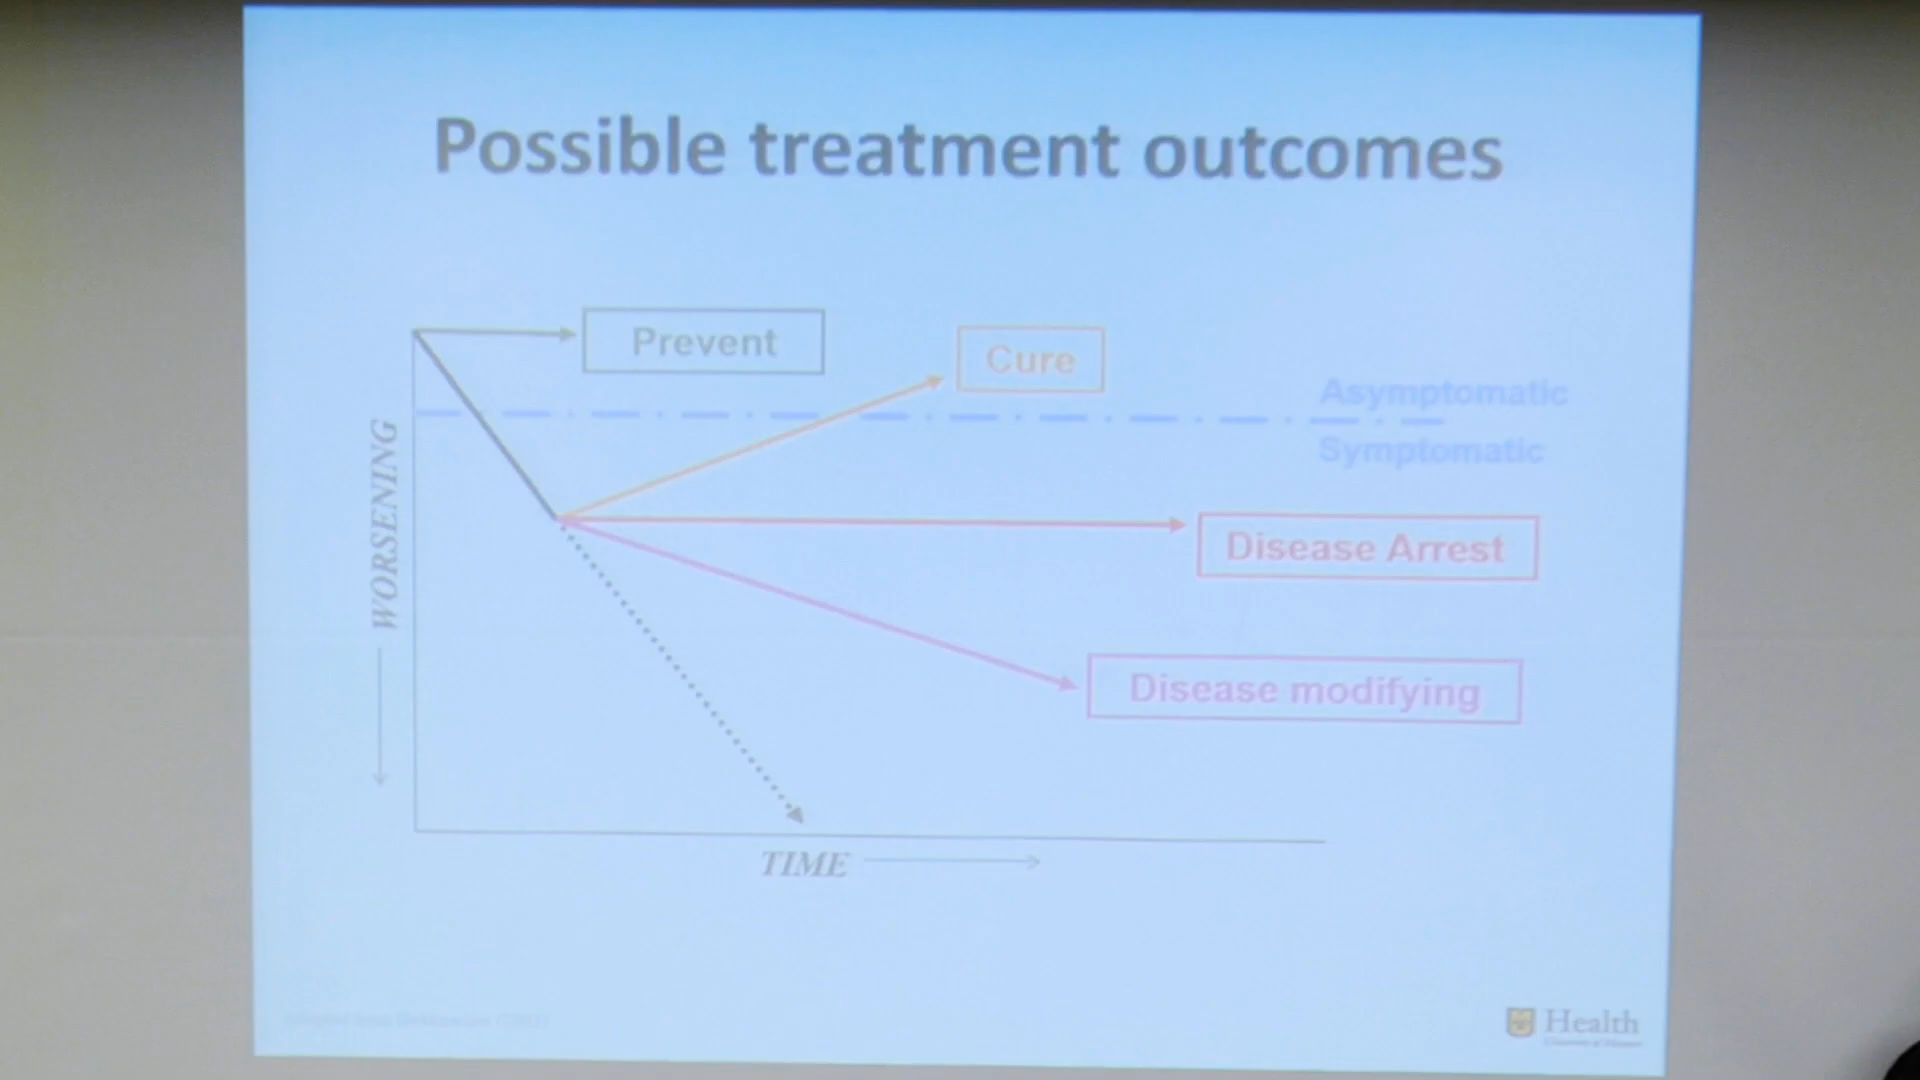 Possible treatment outcomes
Prevent
Cure
Asymptomatic
Symptomatic
WORSENING
Disease Arrest
Disease modifying
TIME
Health